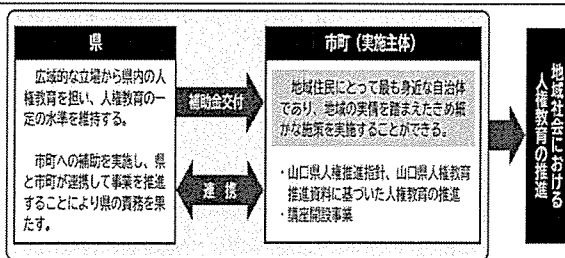 県
広域的な立場から県内の人
権教育を担い、人権教育の一
定の水準を維持する。
市町への補助を実施し、県
と市町が連携して事業を推進
することにより県の責務を果
たす。
補助金交付
連携
市町（実施主体）
地域住民にとって最も身近な自治体
であり、地域の実情を踏まえたきめ細
かな施策を実施することができる。
・山口県人権推進指針、山口県人権教育
推進資料に基づいた人権教育の推進
・講座開設事業
地域社会における
人権教育の推進